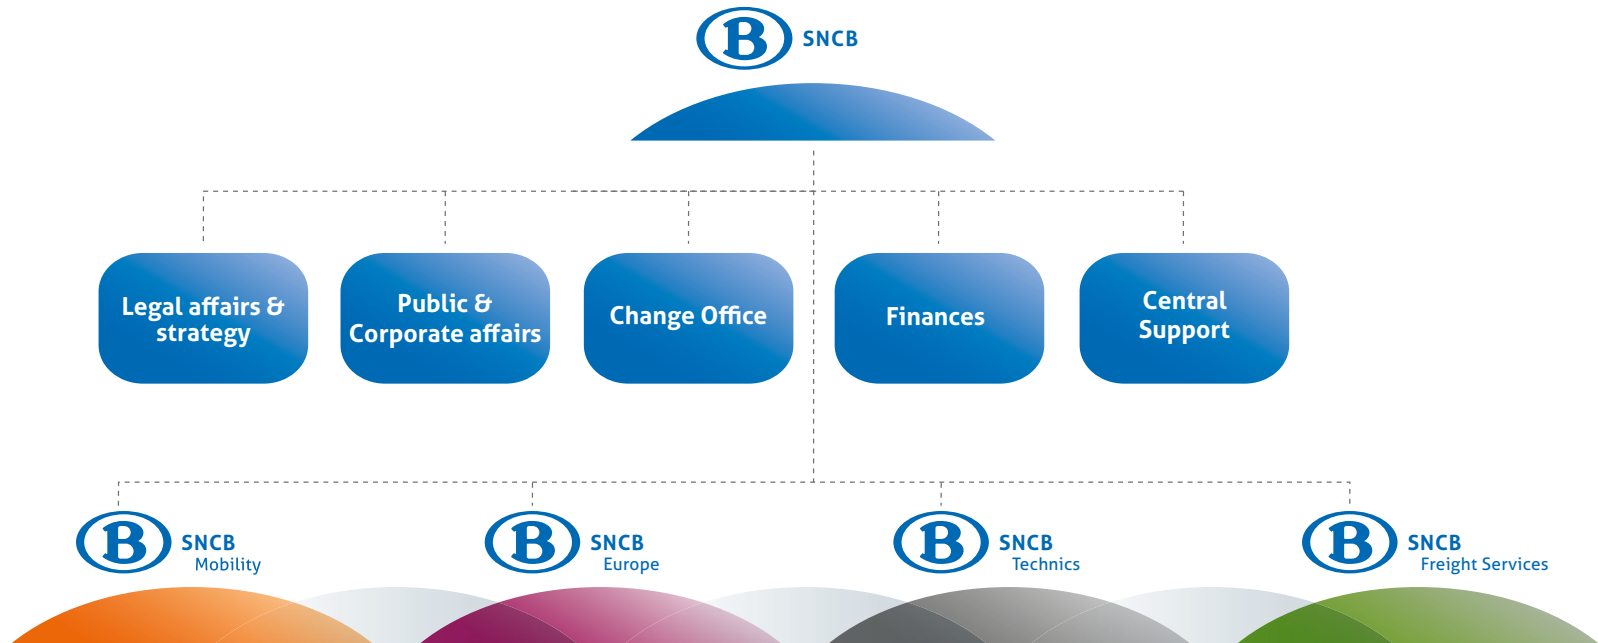 B SNCB
Legal affairs &
strategy
Public &
Corporate affairs
Change Office
Finances
Central
Support
B SNCB
Mobility
B SNCB
Europe
B SNCB
Technics
B SNCB
Freight Services